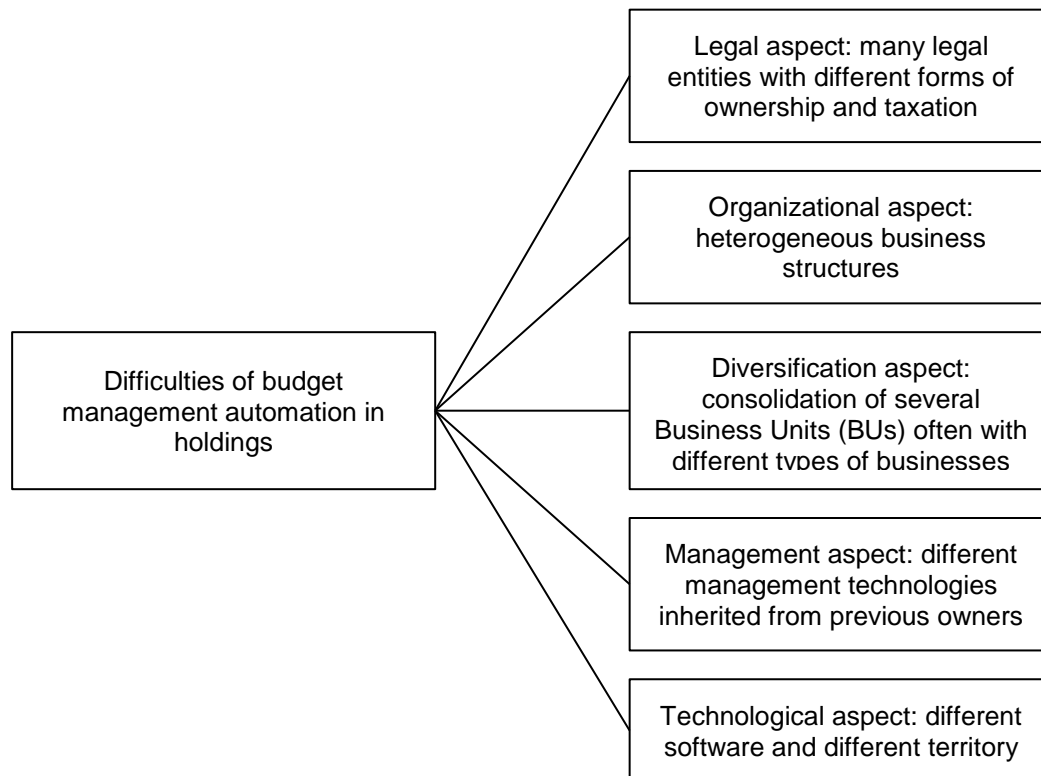 Legal aspect: many legal
entities with different forms of
ownership and taxation
Organizational aspect:
heterogeneous business
structures
Difficulties of budget
management automation in
holdings
Diversification aspect:
consolidation of several
Business Units (BUs) often with
different types of businesses
Management aspect: different
management technologies
inherited from previous owners
Technological aspect: different
software and different territory